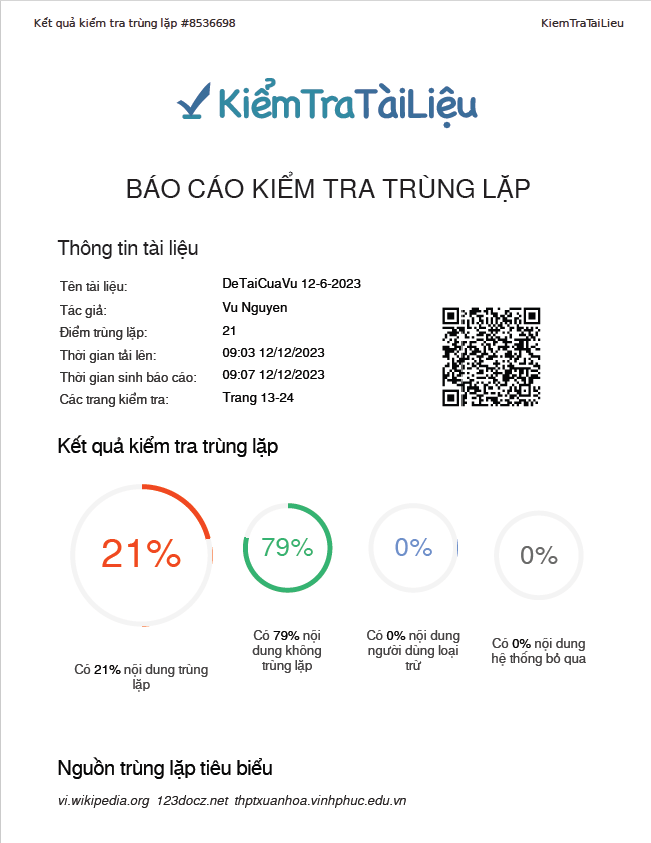 Kết quả kiểm tra trùng lặp #8536698
KiemTraTaiLieu
KiểmTraTàiLiệu
BÁO CÁO KIỂM TRA TRÙNG LẶP
Thông tin tài liệu
Tên tài liệu: DeTaiCuaVu 12-6-2023
Tác giả: Vu Nguyen
Điểm trùng lặp: 21
Thời gian tải lên: 09:03 12/12/2023
Thời gian sinh báo cáo: 09:07 12/12/2023
Các trang kiểm tra: Trang 13-24
Kết quả kiểm tra trùng lặp
21%
Có 21% nội dung trùng
lặp
79%
Có 79% nội
dung không
trùng lặp
0%
Có 0% nội dung
người dùng loại
trừ
0%
Có 0% nội dung
hệ thống bỏ qua
Nguồn trùng lặp tiêu biểu
vi.wikipedia.org 123docz.net thptxuanhoa.vinhphuc.edu.vn